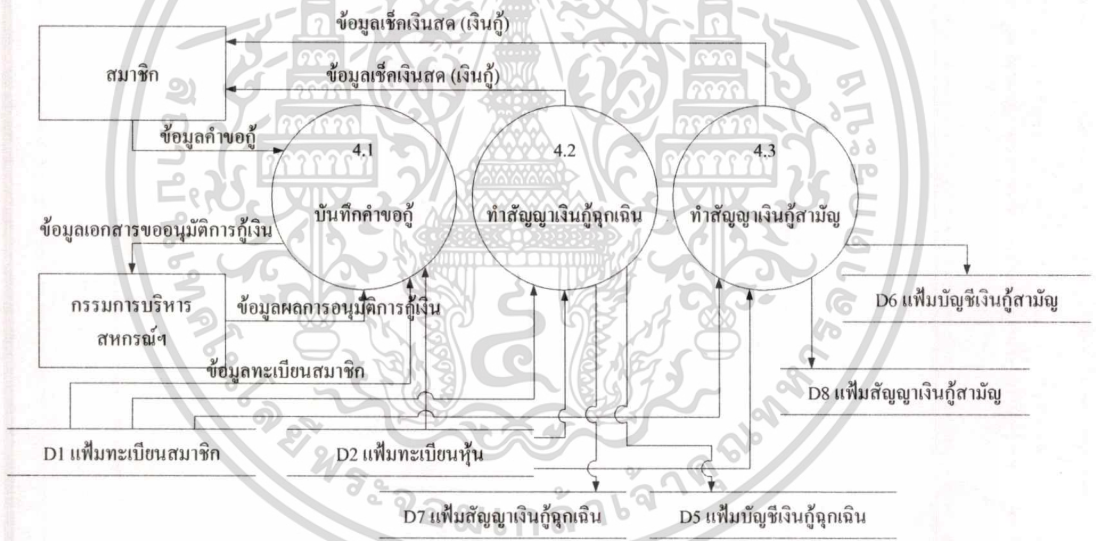 ข้อมูลเช็คเงินสด (เงินกู้)
สมาชิก
ข้อมูลเช็คเงินสด (เงินกู้)
ข้อมูลคำขอกู้
4.1
4.2
4.3
บันทึกคำขอกู้
ทำสัญญาเงินกู้ฉุกเฉิน
ทำสัญญาเงินกู้สามัญ
ข้อมูลเอกสารขออนุมัติการกู้เงิน
กรรมการบริหาร
สหกรณ์ฯ
ข้อมูลผลการอนุมัติการกู้เงิน
D6 แฟ้มบัญชีเงินกู้สามัญ
ข้อมูลทะเบียนสมาชิก
D8 แฟ้มสัญญาเงินกู้สามัญ
D1 แฟ้มทะเบียนสมาชิก
D2 แฟ้มทะเบียนหุ้น
D7 แฟ้มสัญญาเงินกู้ฉุกเฉิน
D5 แฟ้มบัญชีเงินกู้ฉุกเฉิน